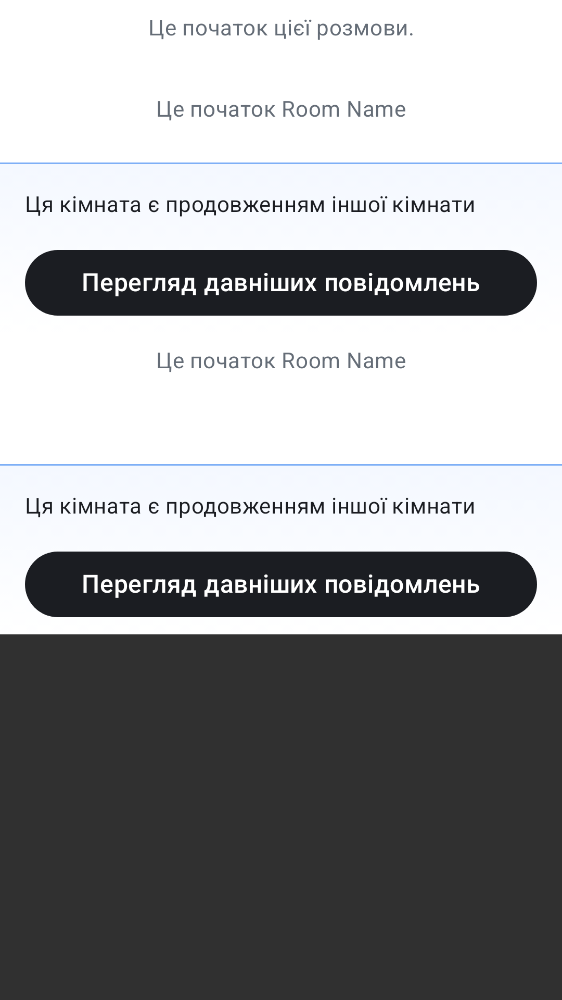 Це початок цієї розмови.
Це початок Room Name
Ця кімната є продовженням іншої кімнати
Перегляд давніших повідомлень
Це початок Room Name
Ця кімната є продовженням іншої кімнати
Перегляд давніших повідомлень